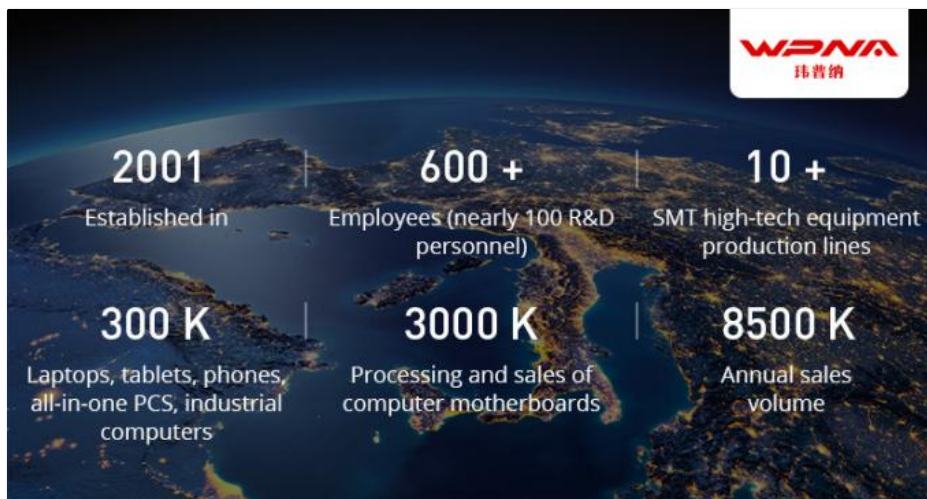 WPNA
玮普纳
2001
Established in
600 +
Employees (nearly 100 R&D
personnel)
10 +
SMT high-tech equipment
production lines
300 K
Laptops, tablets, phones,
all-in-one PCS, industrial
computers
3000 K
Processing and sales of
computer motherboards
8500 K
Annual sales
volume